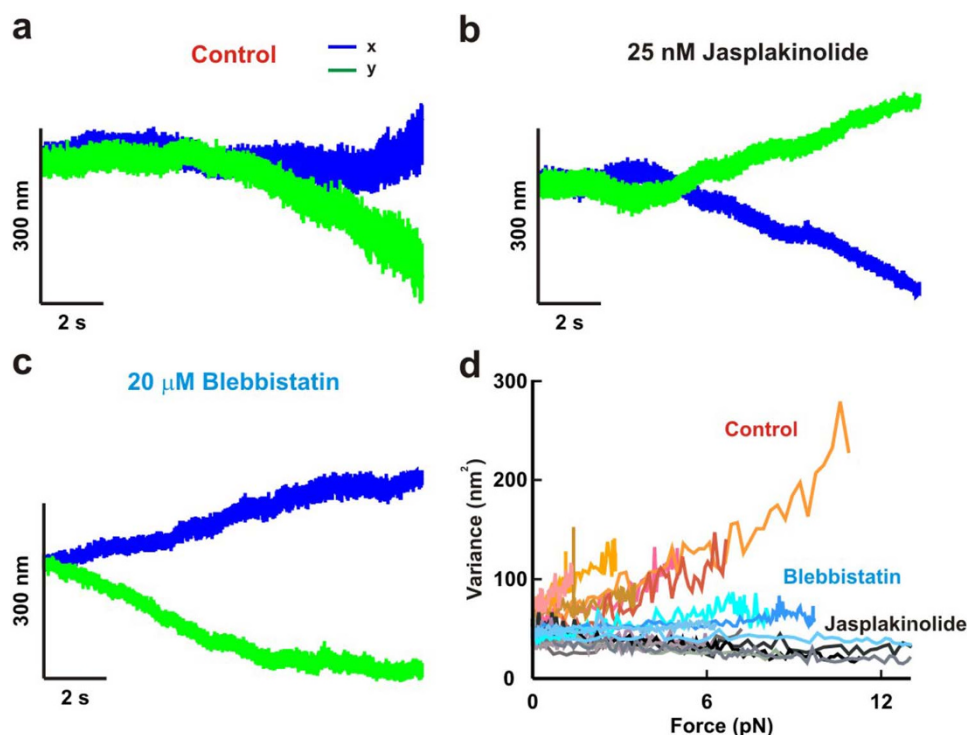 a
Control
x
y
300 nm
2 s
b
25 nM Jasplakinolide
300 nm
2 s
c
20 μM Blebbistatin
300 nm
2 s
d
300
200
100
0
Variance (nm²)
Control
Blebbistatin
Jasplakinolide
0
6
12
Force (pN)